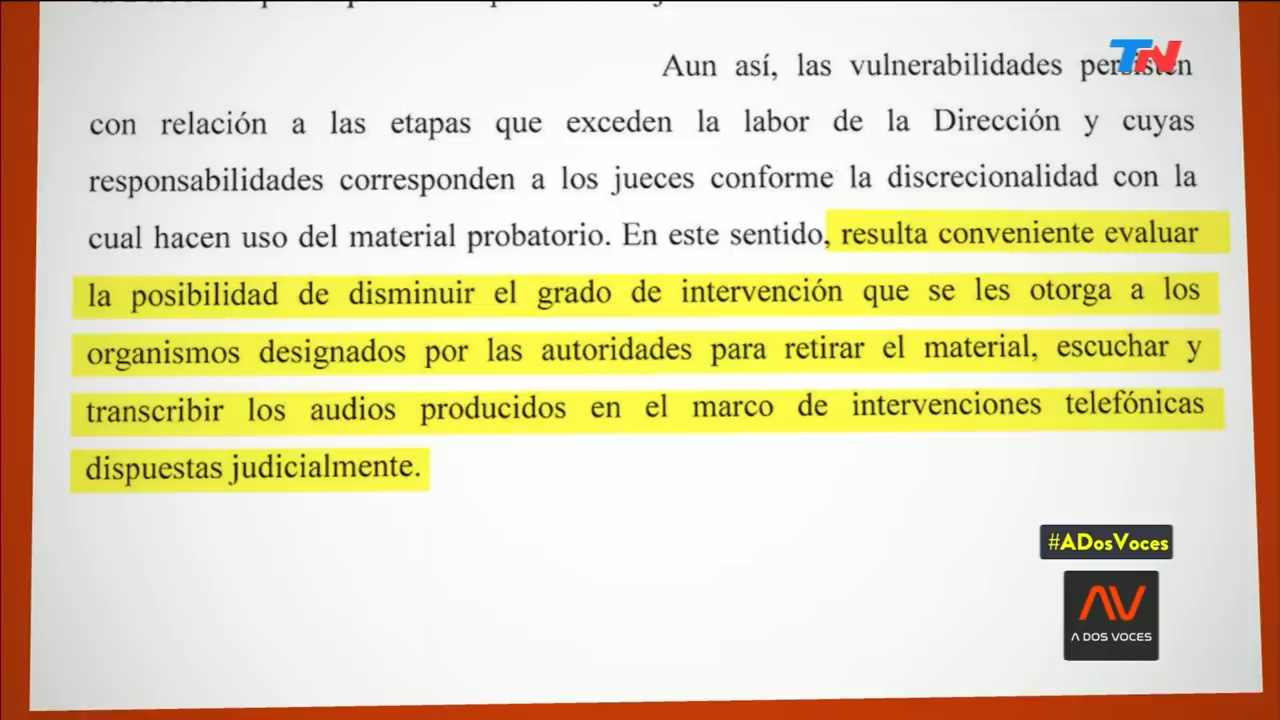 Aun así, las vulnerabilidades persisten
con relación a las etapas que exceden la labor de la Dirección y cuyas
responsabilidades corresponden a los jueces conforme la discrecionalidad con la
cual hacen uso del material probatorio. En este sentido, resulta conveniente evaluar
la posibilidad de disminuir el grado de intervención que se les otorga a los
organismos designados por las autoridades para retirar el material, escuchar y
transcribir los audios producidos en el marco de intervenciones telefónicas
dispuestas judicialmente.
TN
#ADosVoces
AV
A DOS VOCES